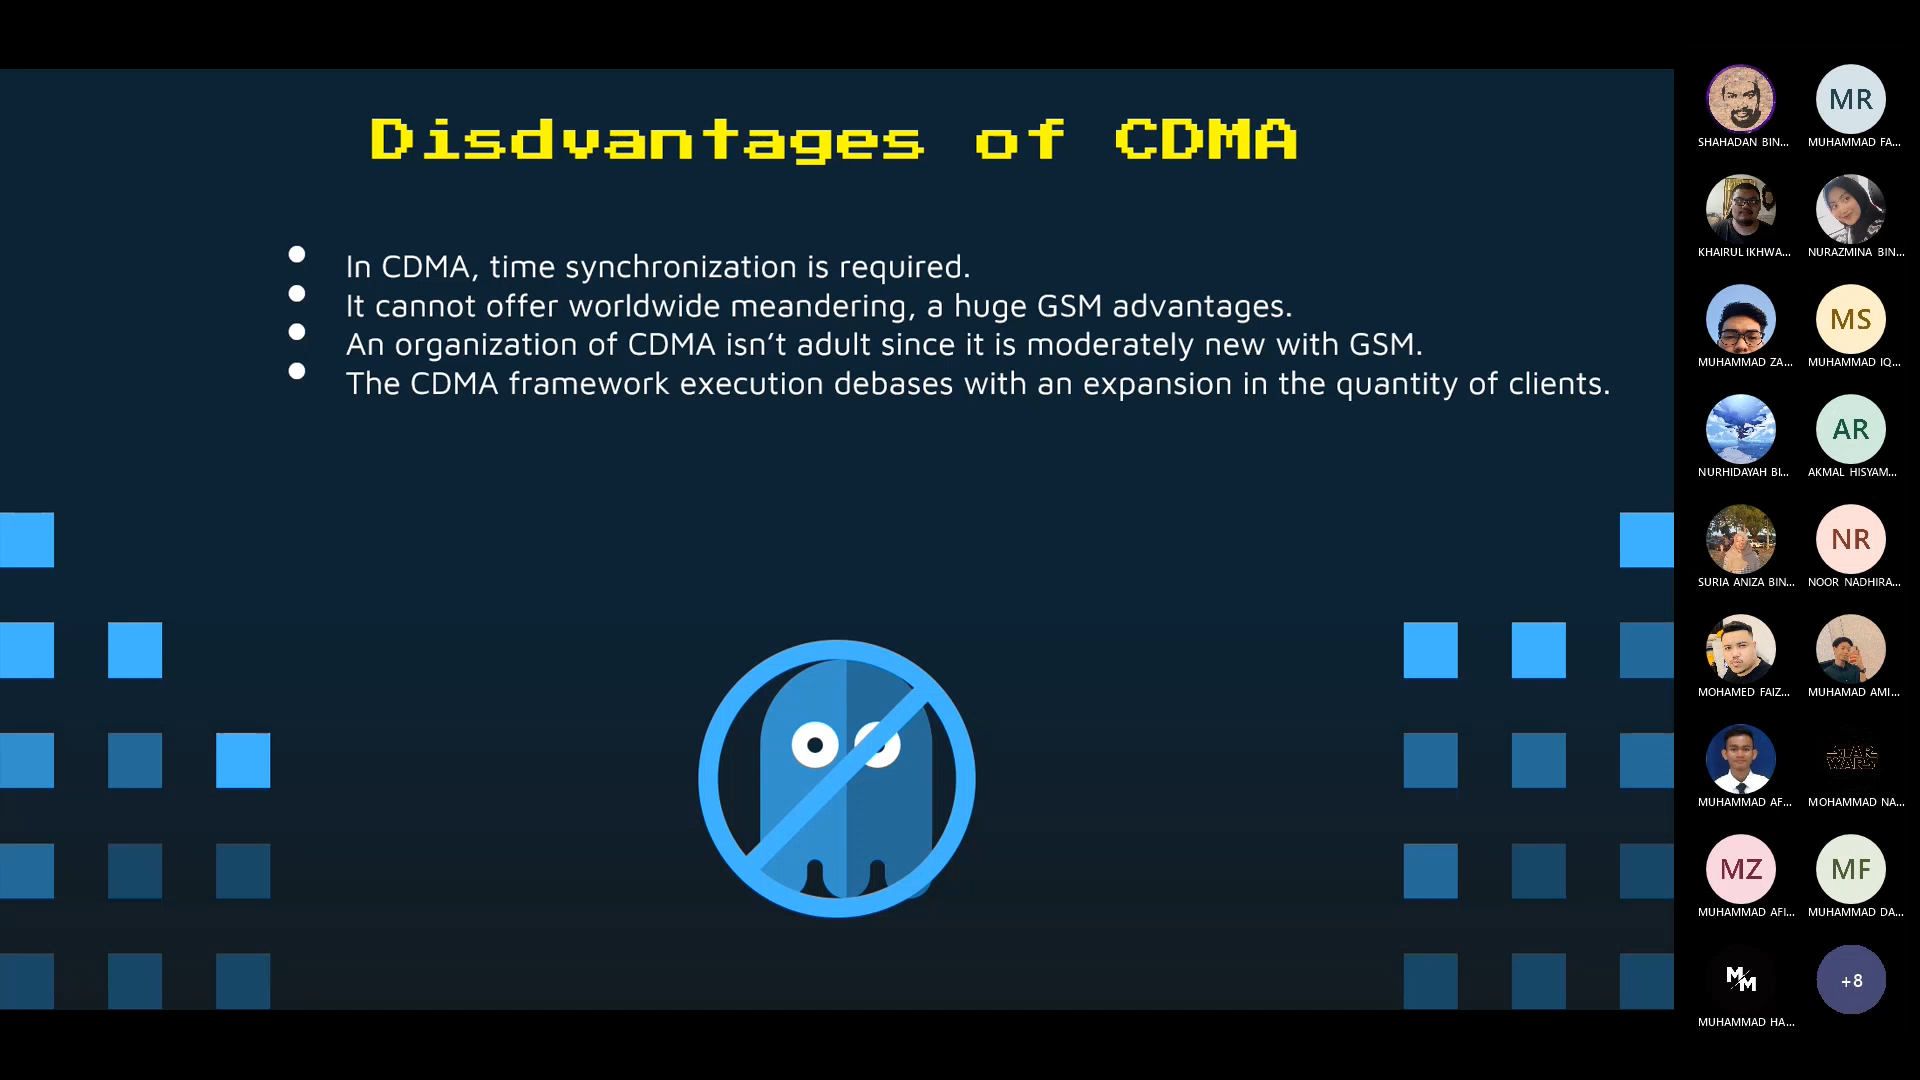 Disdvantages of CDMA
In CDMA, time synchronization is required.
It cannot offer worldwide meandering, a huge GSM advantages.
An organization of CDMA isn't adult since it is moderately new with GSM.
The CDMA framework execution debases with an expansion in the quantity of clients.
MR
SHAHADAN BIN...
MUHAMMAD FA...
KHAIRUL IKHWA...
NURAZMINA BIN...
MS
MUHAMMAD ZA...
MUHAMMAD IQ...
AR
NURHIDAYAH BI...
AKMAL HISYAM...
NR
SURIA ANIZA BIN...
NOOR NADHIRA...
MOHAMED FAIZ...
MUHAMAD AMI...
STAR
WARS
MUHAMMAD AF...
MOHAMMAD NA...
MZ
MF
MUHAMMAD AFI...
MUHAMMAD DA...
M/M
+8
MUHAMMAD HA...